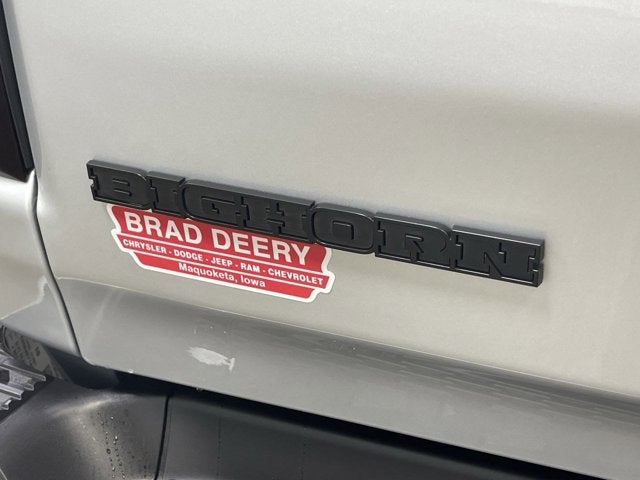 BIGHORN
BRAD DEERY
CHRYSLER - DODGE - JEEP - RAM - CHEVROLET
Maquoketa, Iowa